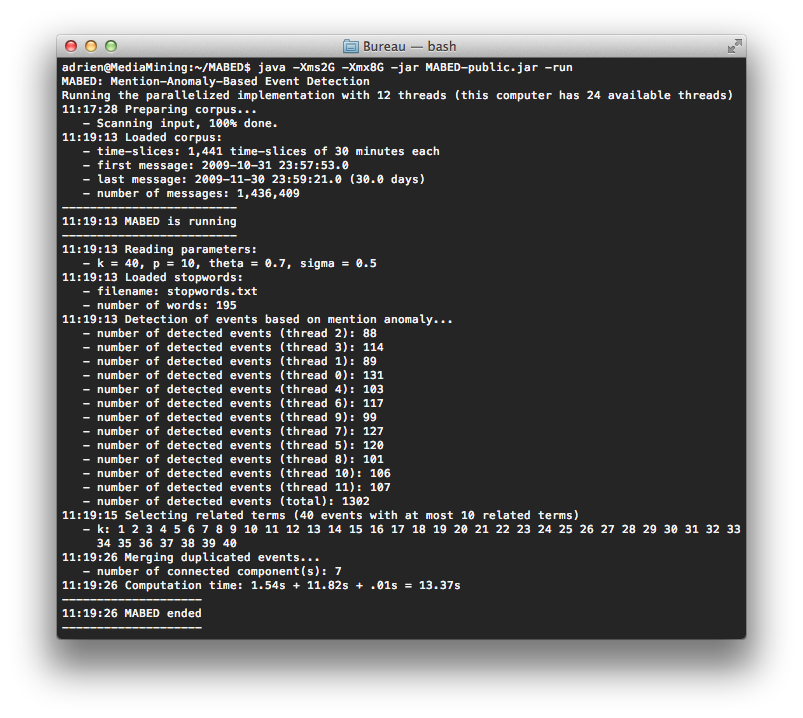 Bureau — bash
adrien@MediaMining:~/MABED$ java -Xms2G -Xmx8G -jar MABED-public.jar -run
MABED: Mention-Anomaly-Based Event Detection
Running the parallelized implementation with 12 threads (this computer has 24 available threads)
11:17:28 Preparing corpus...
   - Scanning input, 100% done.
11:19:13 Loaded corpus:
   - time-slices: 1,441 time-slices of 30 minutes each
   - first message: 2009-10-31 23:57:53.0
   - last message: 2009-11-30 23:59:21.0 (30.0 days)
   - number of messages: 1,436,409
-------------------------
11:19:13 MABED is running
-------------------------
11:19:13 Reading parameters:
   - k = 40, p = 10, theta = 0.7, sigma = 0.5
11:19:13 Loaded stopwords:
   - filename: stopwords.txt
   - number of words: 195
11:19:13 Detection of events based on mention anomaly...
   - number of detected events (thread 2): 88
   - number of detected events (thread 3): 114
   - number of detected events (thread 1): 89
   - number of detected events (thread 0): 131
   - number of detected events (thread 4): 103
   - number of detected events (thread 6): 117
   - number of detected events (thread 9): 99
   - number of detected events (thread 7): 127
   - number of detected events (thread 5): 120
   - number of detected events (thread 8): 101
   - number of detected events (thread 10): 106
   - number of detected events (thread 11): 107
   - number of detected events (total): 1302
11:19:15 Selecting related terms (40 events with at most 10 related terms)
   - k: 1 2 3 4 5 6 7 8 9 10 11 12 13 14 15 16 17 18 19 20 21 22 23 24 25 26 27 28 29 30 31 32 33
     34 35 36 37 38 39 40
11:19:26 Merging duplicated events...
   - number of connected component(s): 7
11:19:26 Computation time: 1.54s + 11.82s + .01s = 13.37s
--------------------
11:19:26 MABED ended
--------------------